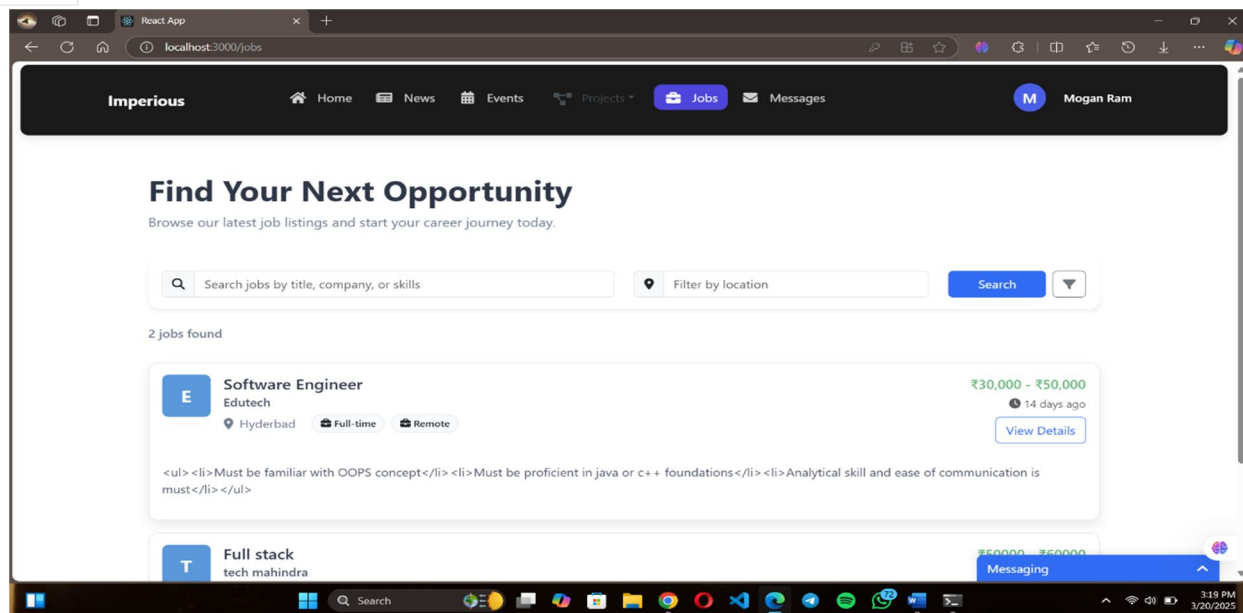 React App
localhost:3000/jobs
Imperious
Home
News
Events
Projects
Jobs
Messages
M
Mogan Ram
Find Your Next Opportunity
Browse our latest job listings and start your career journey today.
Search jobs by title, company, or skills
Filter by location
Search
2 jobs found
E
Software Engineer
Edutech
Hyderbad
Full-time
Remote
₹30,000 - ₹50,000
14 days ago
View Details
<ul><li>Must be familiar with OOPS concept</li><li>Must be proficient in java or c++ foundations</li><li>Analytical skill and ease of communication is
must</li></ul>
T
Full stack
tech mahindra
₹50000 - ₹60000
Messaging
Search
3:19 PM
3/20/2025